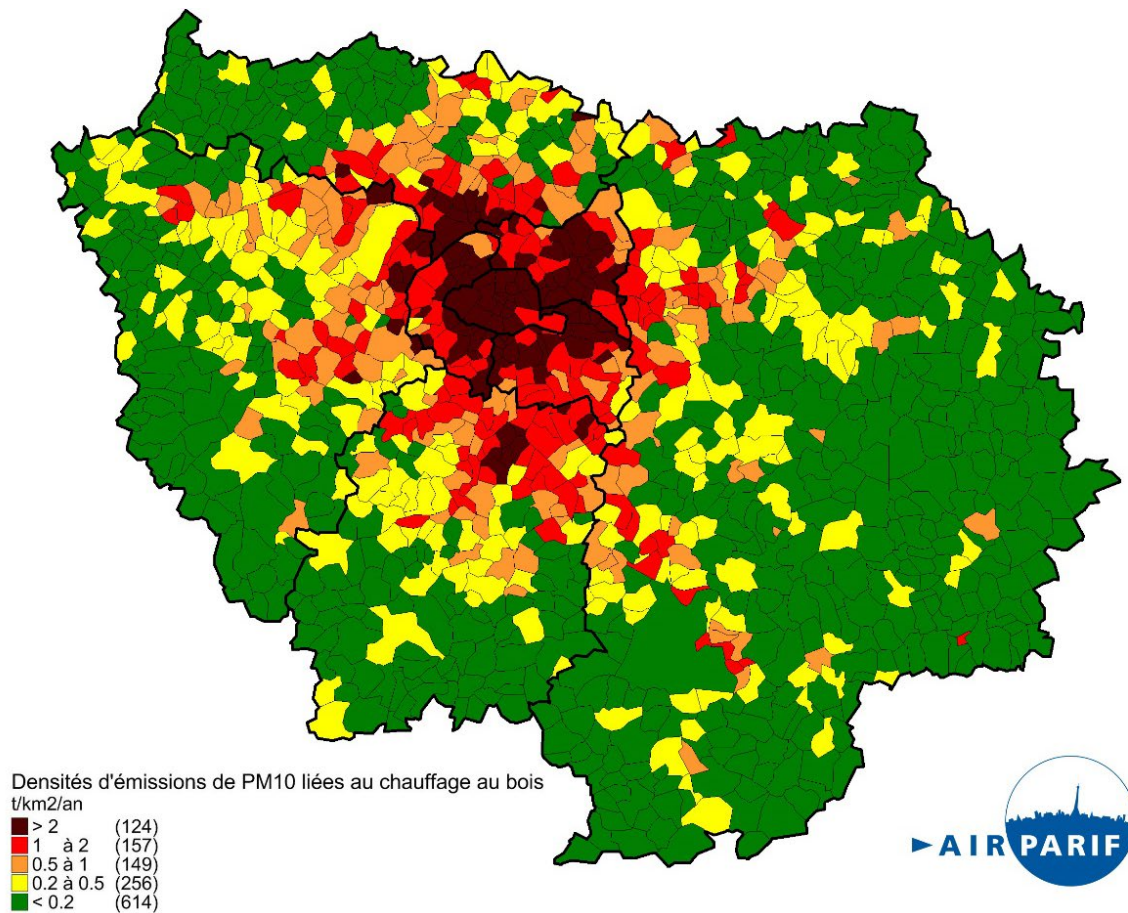 Densités d'émissions de PM10 liées au chauffage au bois
t/km2/an
> 2 (124)
1 à 2 (157)
0.5 à 1 (149)
0.2 à 0.5 (256)
< 0.2 (614)
AIRPARIF